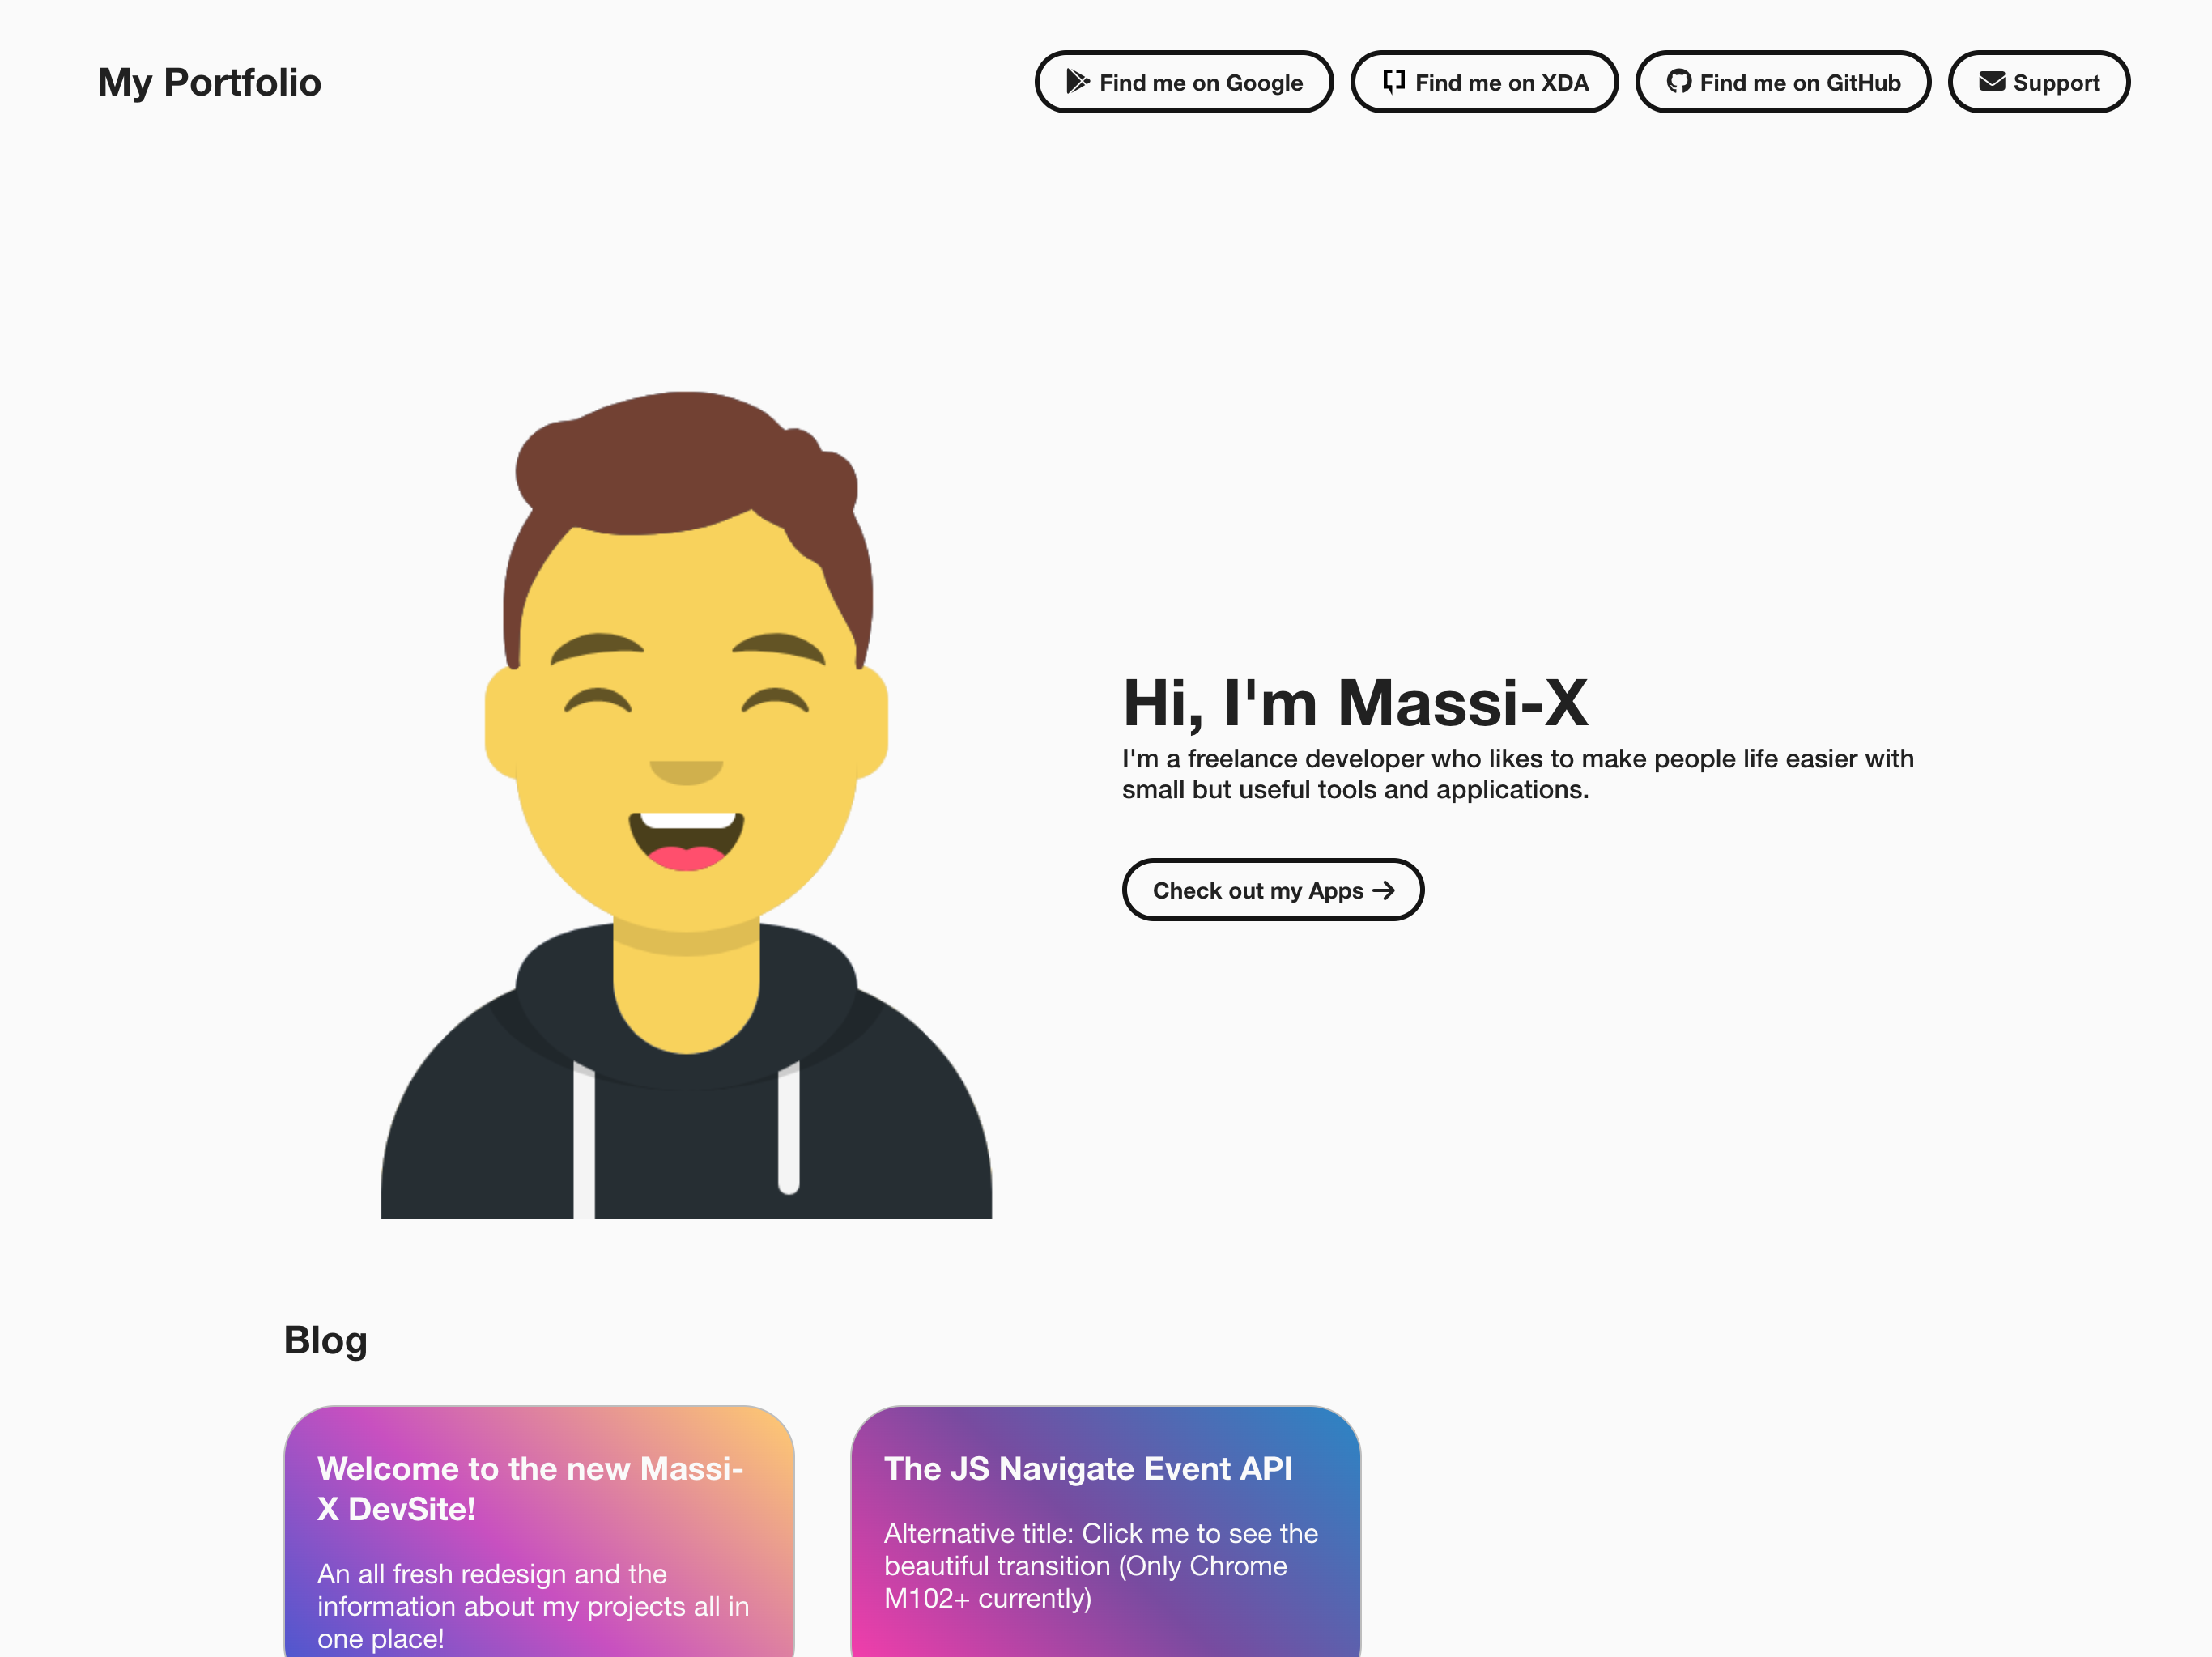 My Portfolio
Find me on Google
Find me on XDA
Find me on GitHub
Support
Hi, I'm Massi-X
I'm a freelance developer who likes to make people life easier with
small but useful tools and applications.
Check out my Apps
Blog
Welcome to the new Massi-
X DevSite!
An all fresh redesign and the
information about my projects all in
one place!
The JS Navigate Event API
Alternative title: Click me to see the
beautiful transition (Only Chrome
M102+ currently)